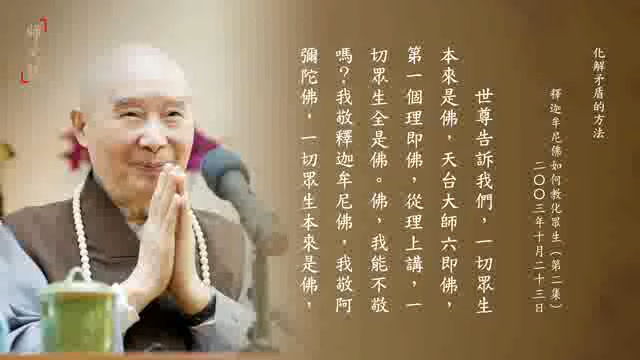 化解矛盾的方法
釋迦牟尼佛如何教化眾生（第二集）
二〇〇三年十月二十三日
世尊告訴我們，一切眾生
本來是佛，天台大師六即佛，
第一個理即佛，從理上講，一
切眾生全是佛。佛，我能不敬
嗎？我敬釋迦牟尼佛，我敬阿
彌陀佛，一切眾生本來是佛，